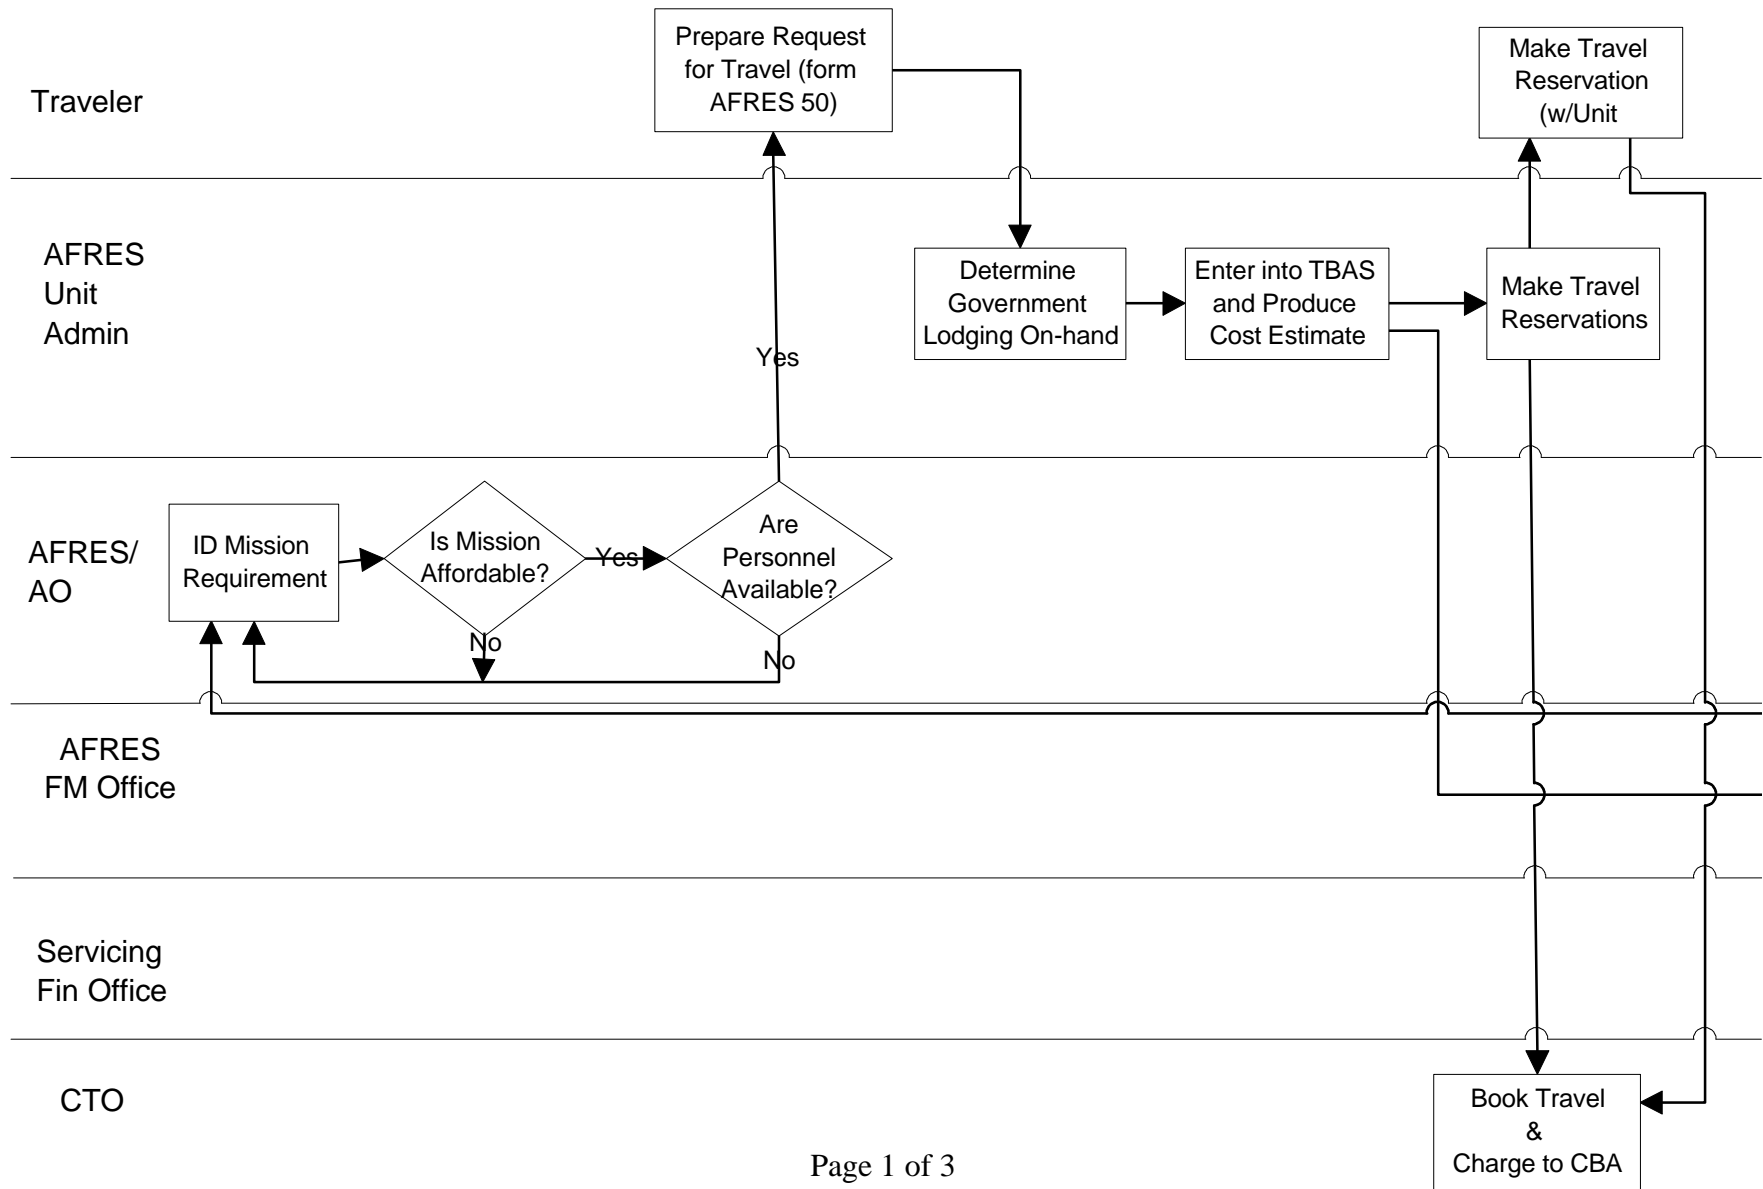 Prepare Request
for Travel (form
AFRES 50)
Make Travel
Reservation
(w/Unit
Traveler
AFRES
Unit
Admin
Determine
Government
Lodging On-hand
Enter into TBAS
and Produce
Cost Estimate
Make Travel
Reservations
Yes
AFRES/
AO
ID Mission
Requirement
Is Mission
Affordable?
Yes
Are
Personnel
Available?
No
No
AFRES
FM Office
Servicing
Fin Office
CTO
Book Travel
&
Charge to CBA
Page 1 of 3